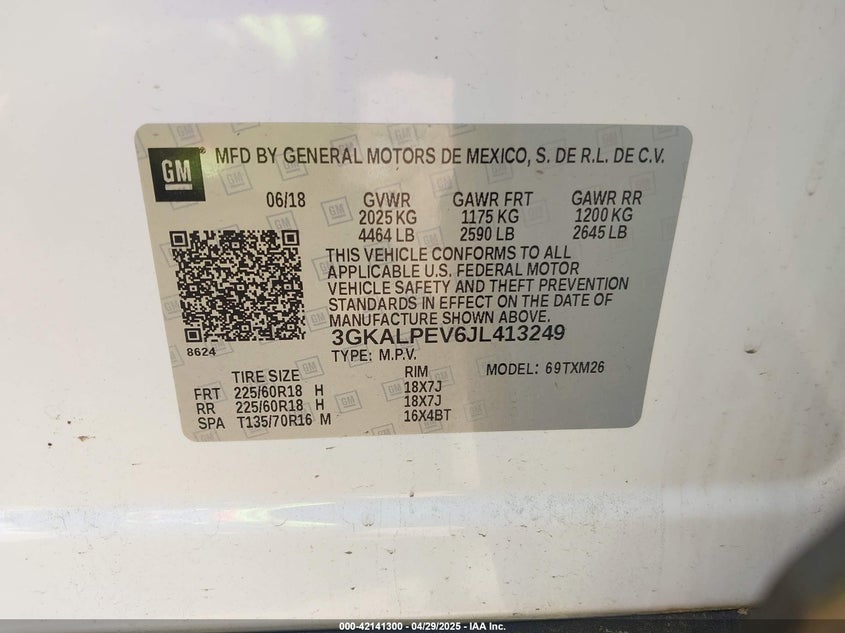 GM® MFD BY GENERAL MOTORS DE MEXICO, S. DE R.L. DE C.V.
06/18 GVWR GAWR FRT GAWR RR
2025 KG 1175 KG 1200 KG
4464 LB 2590 LB 2645 LB
THIS VEHICLE CONFORMS TO ALL
APPLICABLE U.S. FEDERAL MOTOR
VEHICLE SAFETY AND THEFT PREVENTION
STANDARDS IN EFFECT ON THE DATE OF
MANUFACTURE SHOWN ABOVE.
8624
3GKALPEV6JL413249
TYPE: M.P.V.
MODEL: 69TXM26
TIRE SIZE RIM
FRT 225/60R18 H 18X7J
RR 225/60R18 H 18X7J
SPA T135/70R16 M 16X4BT
000-42141300 | 04/29/2025 - IAA Inc.